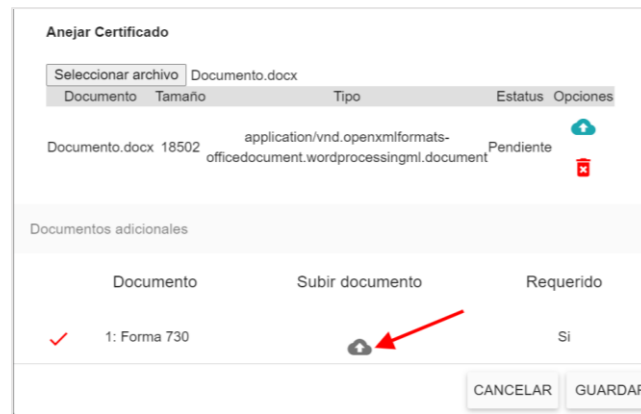 Anejar Certificado
Seleccionar archivo Documento.docx
Documento Tamaño Tipo Estatus Opciones
Documento.docx 18502 application/vnd.openxmlformats-
officedocument.wordprocessingml.document Pendiente
Documentos adicionales
Documento Subir documento Requerido
1: Forma 730 Si
CANCELAR GUARDAR